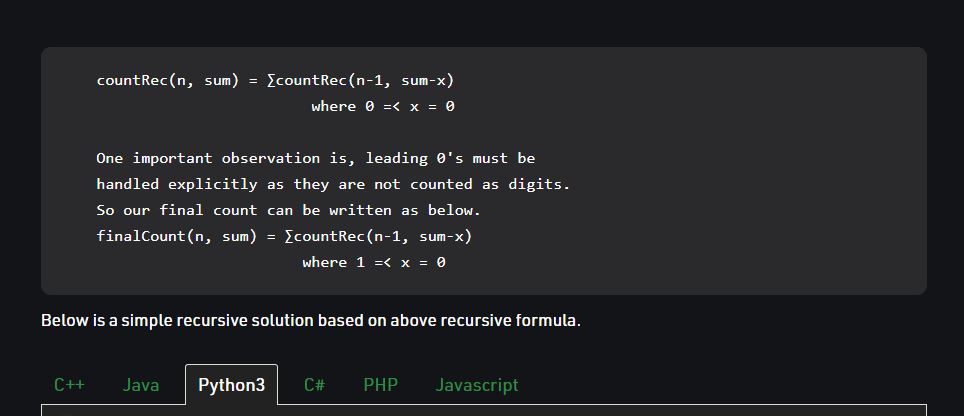 countRec(n, sum) = ∑countRec(n-1, sum-x)
where 0 =< x = 0
One important observation is, leading 0's must be
handled explicitly as they are not counted as digits.
So our final count can be written as below.
finalCount(n, sum) = ∑countRec(n-1, sum-x)
where 1 =< x = 0
Below is a simple recursive solution based on above recursive formula.
C++ Java Python3 C# PHP Javascript